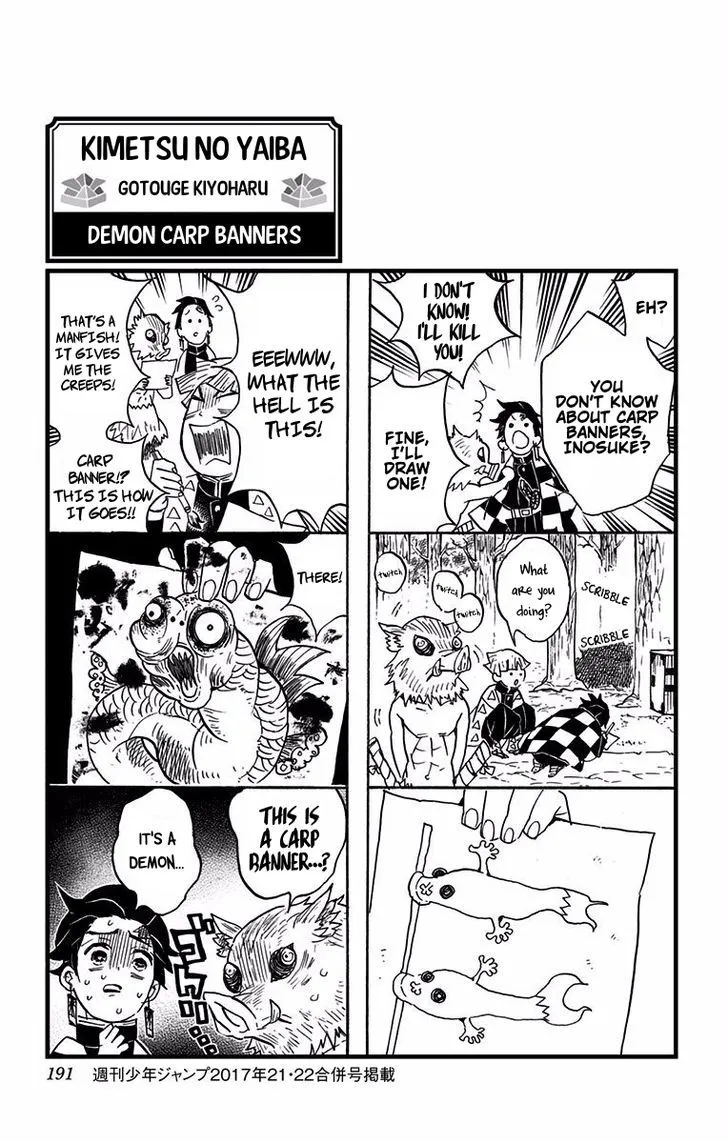 KIMETSU NO YAIBA
GOTOUGE KIYOHARU
DEMON CARP BANNERS
EH?
YOU
DON'T KNOW
ABOUT CARP
BANNERS,
INOSUKE?
I DON'T
KNOW!
I'LL KILL
YOU!
FINE,
I'LL
DRAW
ONE!
SCRIBBLE
SCRIBBLE
What
are you
doing?
twitch
twitch
twitch
EEEWWW,
WHAT THE
HELL IS
THIS!
THAT'S A
MANFISH!
IT GIVES
ME THE
CREEPS!
CARP
BANNER!?
THIS IS HOW
IT GOES!!
THERE!
THIS IS
A CARP
BANNER...?
IT'S A
DEMON...
191 週刊少年ジャンプ2017年21・22合併号掲載